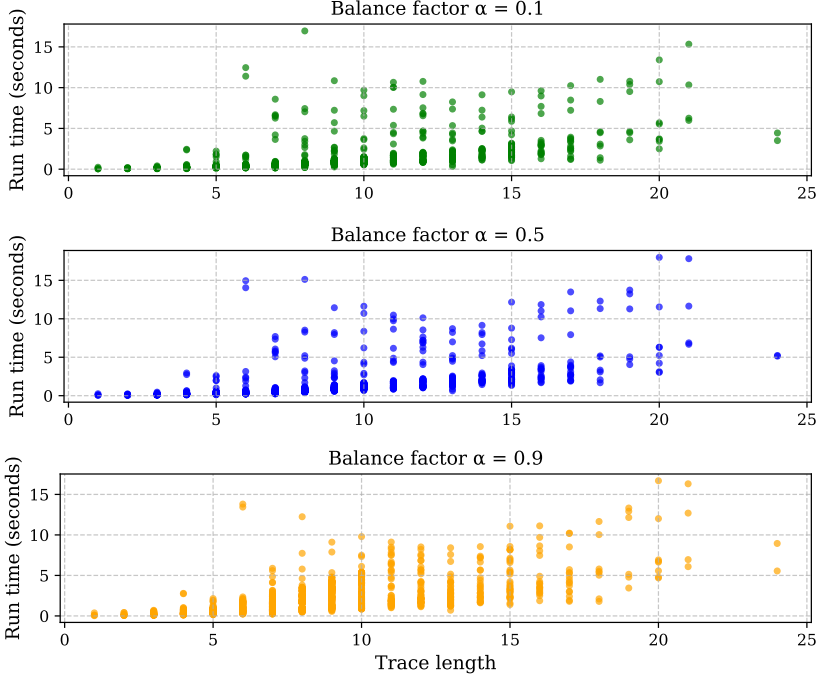 Balance factor α = 0.1
Run time (seconds)
15
10
5
0
0 5 10 15 20 25
Balance factor α = 0.5
Run time (seconds)
15
10
5
0
0 5 10 15 20 25
Balance factor α = 0.9
Run time (seconds)
15
10
5
0
0 5 10 15 20 25
Trace length